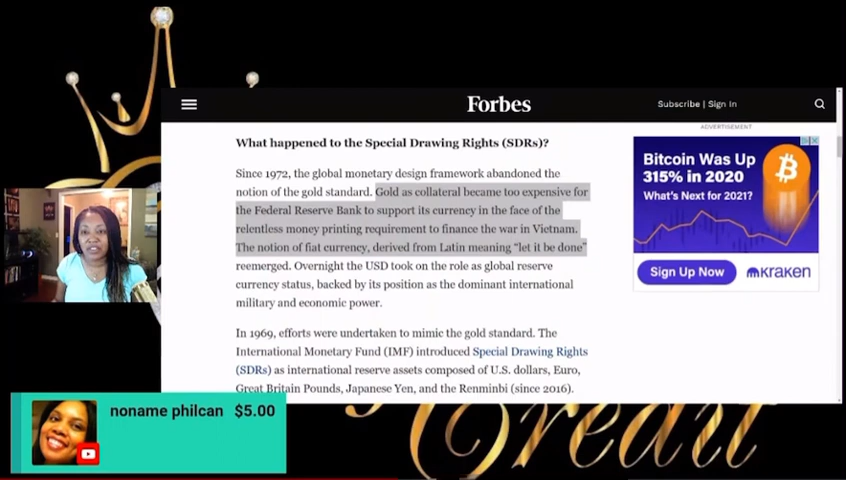 Forbes
Subscribe | Sign In
ADVERTISEMENT
What happened to the Special Drawing Rights (SDRs)?
Since 1972, the global monetary design framework abandoned the
notion of the gold standard. Gold as collateral became too expensive for
the Federal Reserve Bank to support its currency in the face of the
relentless money printing requirement to finance the war in Vietnam.
The notion of fiat currency, derived from Latin meaning "let it be done"
reemerged. Overnight the USD took on the role as global reserve
currency status, backed by its position as the dominant international
military and economic power.
In 1969, efforts were undertaken to mimic the gold standard. The
International Monetary Fund (IMF) introduced Special Drawing Rights
(SDRs) as international reserve assets composed of U.S. dollars, Euro,
Great Britain Pounds, Japanese Yen, and the Renminbi (since 2016).
Bitcoin Was Up
315% in 2020
What's Next for 2021?
Sign Up Now
KRAKEN
noname philcan $5.00
Credit